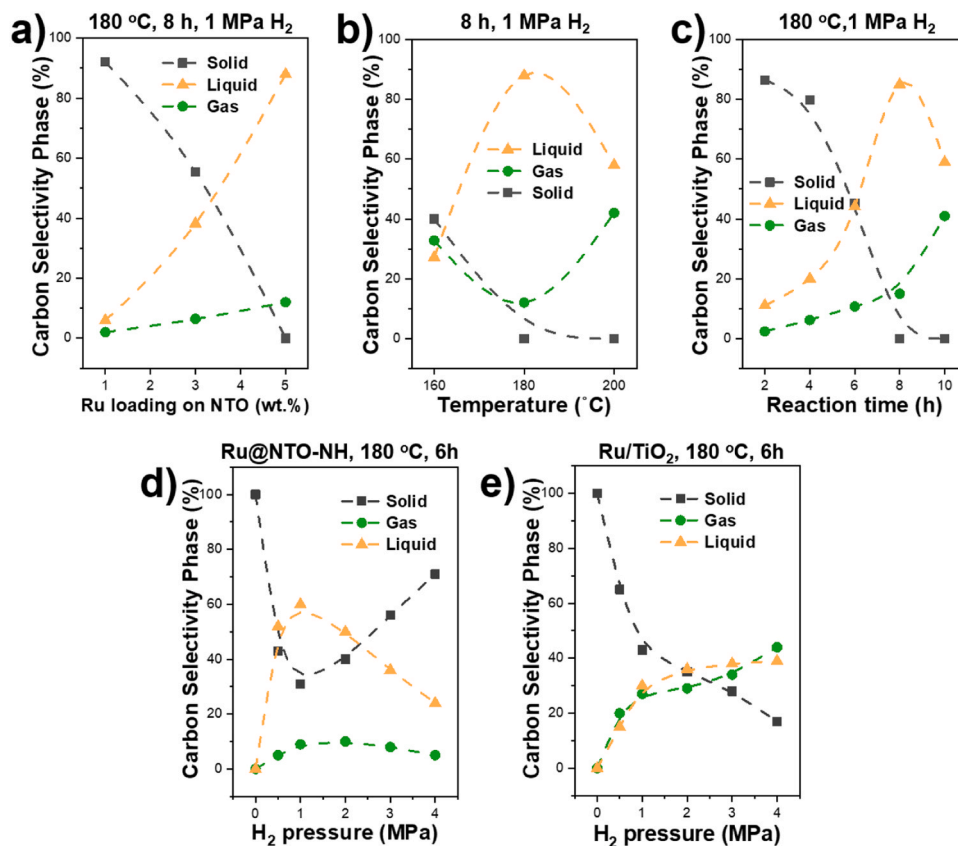 a)
180 °C, 8 h, 1 MPa H₂
Carbon Selectivity Phase (%)
100
80
60
40
20
0
Solid
Liquid
Gas
1 2 3 4 5
Ru loading on NTO (wt.%)
b)
8 h, 1 MPa H₂
Carbon Selectivity Phase (%)
100
80
60
40
20
0
Liquid
Gas
Solid
160 180 200
Temperature (°C)
c)
180 °C,1 MPa H₂
Carbon Selectivity Phase (%)
100
80
60
40
20
0
Solid
Liquid
Gas
2 4 6 8 10
Reaction time (h)
d)
Ru@NTO-NH, 180 °C, 6h
Carbon Selectivity Phase (%)
100
80
60
40
20
0
Solid
Gas
Liquid
0 1 2 3 4
H₂ pressure (MPa)
e)
Ru/TiO₂, 180 °C, 6h
Carbon Selectivity Phase (%)
100
80
60
40
20
0
Solid
Gas
Liquid
0 1 2 3 4
H₂ pressure (MPa)